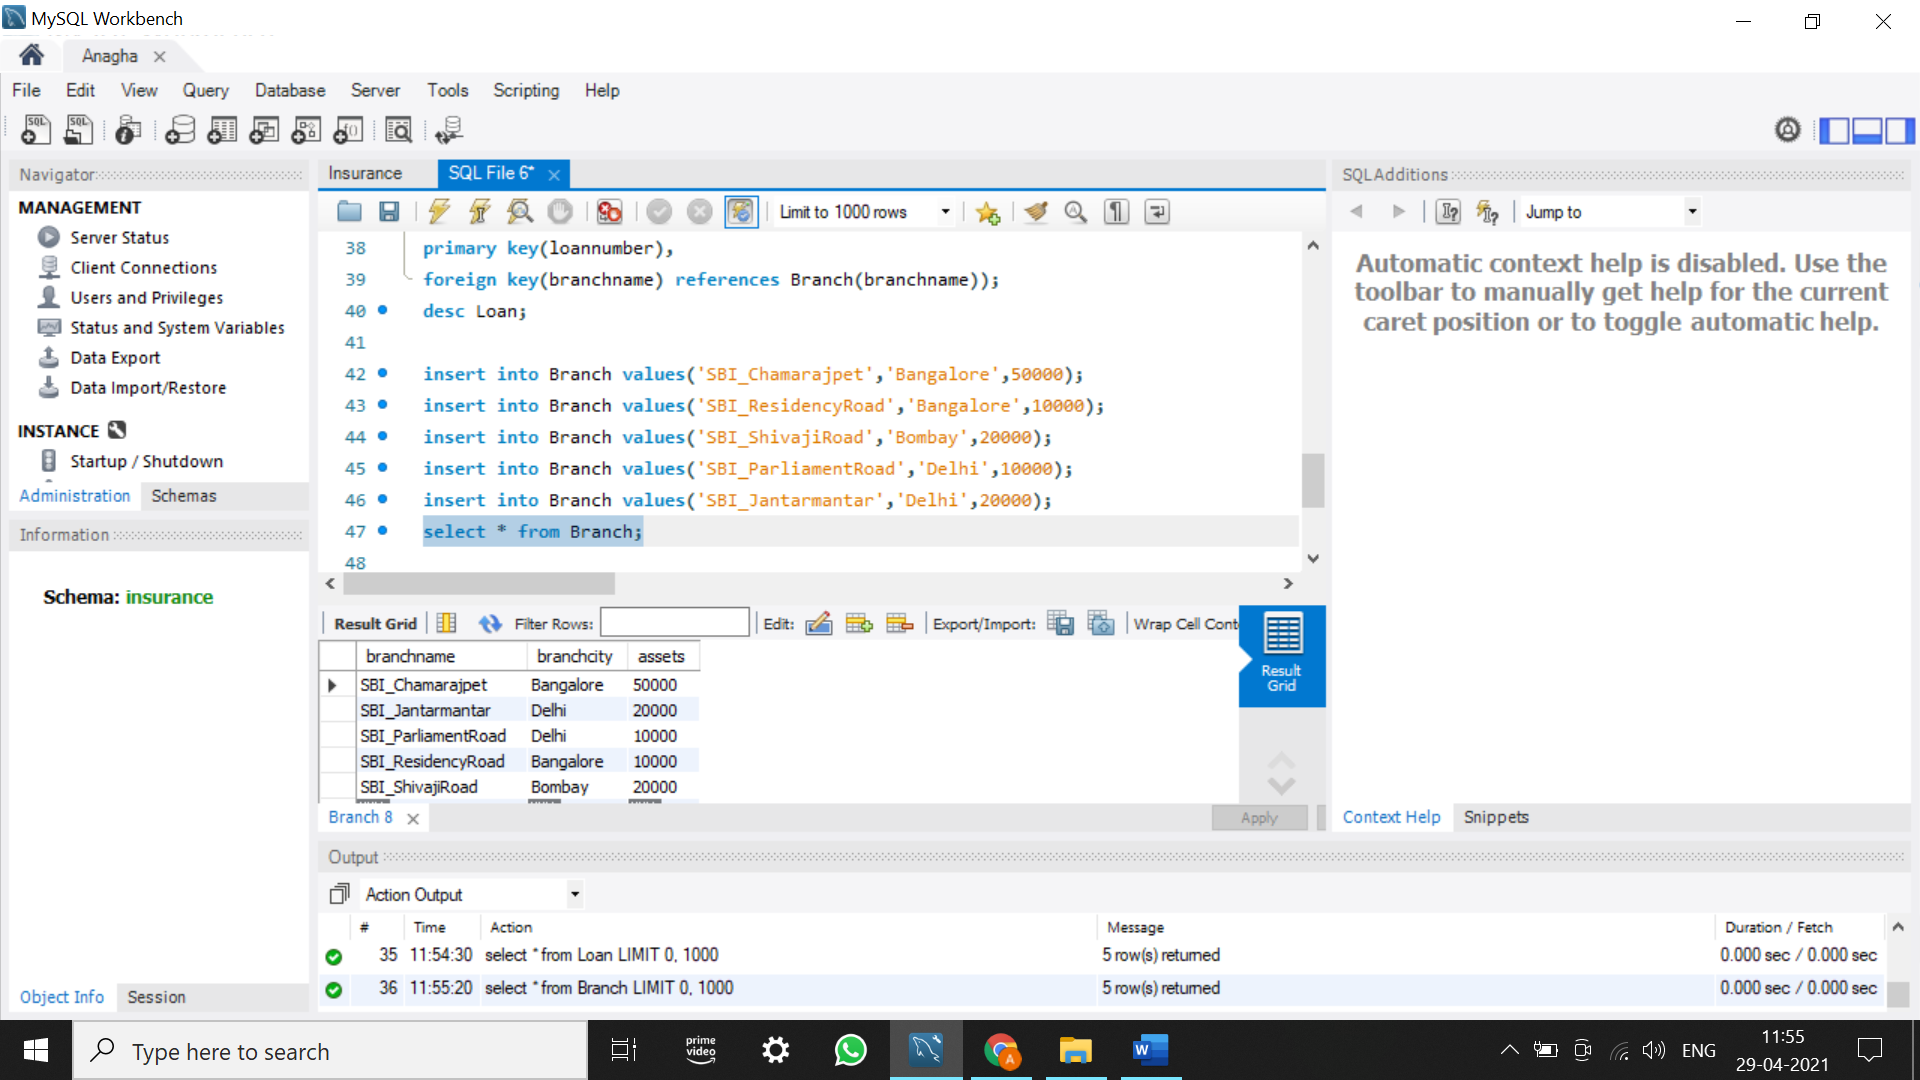 MySQL Workbench
Anagha
File Edit View Query Database Server Tools Scripting Help
Navigator
MANAGEMENT
Server Status
Client Connections
Users and Privileges
Status and System Variables
Data Export
Data Import/Restore
INSTANCE
Startup / Shutdown
Administration Schemas
Information
Schema: insurance
Object Info Session
Insurance SQL File 6*
Limit to 1000 rows
38 primary key(loannumber),
39 foreign key(branchname) references Branch(branchname));
40 desc Loan;
41
42 insert into Branch values('SBI_Chamarajpet','Bangalore',50000);
43 insert into Branch values('SBI_ResidencyRoad','Bangalore',10000);
44 insert into Branch values('SBI_ShivajiRoad','Bombay',20000);
45 insert into Branch values('SBI_ParliamentRoad','Delhi',10000);
46 insert into Branch values('SBI_Jantarmantar','Delhi',20000);
47 select * from Branch;
48
Result Grid Filter Rows: Edit: Export/Import: Wrap Cell Conte
branchname branchcity assets
SBI_Chamarajpet Bangalore 50000
SBI_Jantarmantar Delhi 20000
SBI_ParliamentRoad Delhi 10000
SBI_ResidencyRoad Bangalore 10000
SBI_ShivajiRoad Bombay 20000
Result
Grid
Branch 8
Apply
SQLAdditions
Jump to
Automatic context help is disabled. Use the
toolbar to manually get help for the current
caret position or to toggle automatic help.
Context Help Snippets
Output
Action Output
# Time Action Message Duration / Fetch
35 11:54:30 select * from Loan LIMIT 0, 1000 5 row(s) returned 0.000 sec / 0.000 sec
36 11:55:20 select * from Branch LIMIT 0, 1000 5 row(s) returned 0.000 sec / 0.000 sec
Type here to search
prime
video
A
W
ENG
11:55
29-04-2021